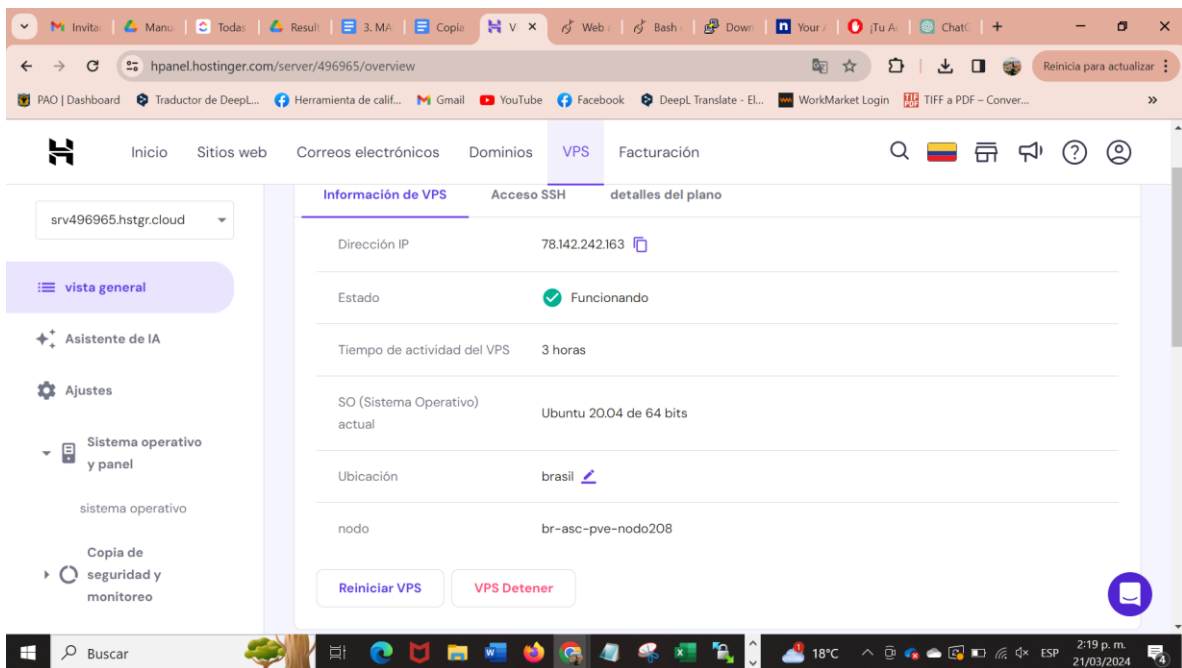 Invita
Manu
Todas
Result
3. MA
Copia
V
Web a
Bash
Down
Your
¡Tu A
ChatG
hpanel.hostinger.com/server/496965/overview
Reinicia para actualizar
PAO | Dashboard
Traductor de DeepL...
Herramienta de calif...
Gmail
YouTube
Facebook
DeepL Translate - El...
WorkMarket Login
TIFF a PDF – Conver...
Inicio
Sitios web
Correos electrónicos
Dominios
VPS
Facturación
srv496965.hstgr.cloud
vista general
Asistente de IA
Ajustes
Sistema operativo
y panel
sistema operativo
Copia de
seguridad y
monitoreo
Información de VPS
Acceso SSH
detalles del plano
Dirección IP
78.142.242.163
Estado
Funcionando
Tiempo de actividad del VPS
3 horas
SO (Sistema Operativo)
actual
Ubuntu 20.04 de 64 bits
Ubicación
brasil
nodo
br-asc-pve-nodo208
Reiniciar VPS
VPS Detener
Buscar
18°C
ESP
2:19 p. m.
21/03/2024
4